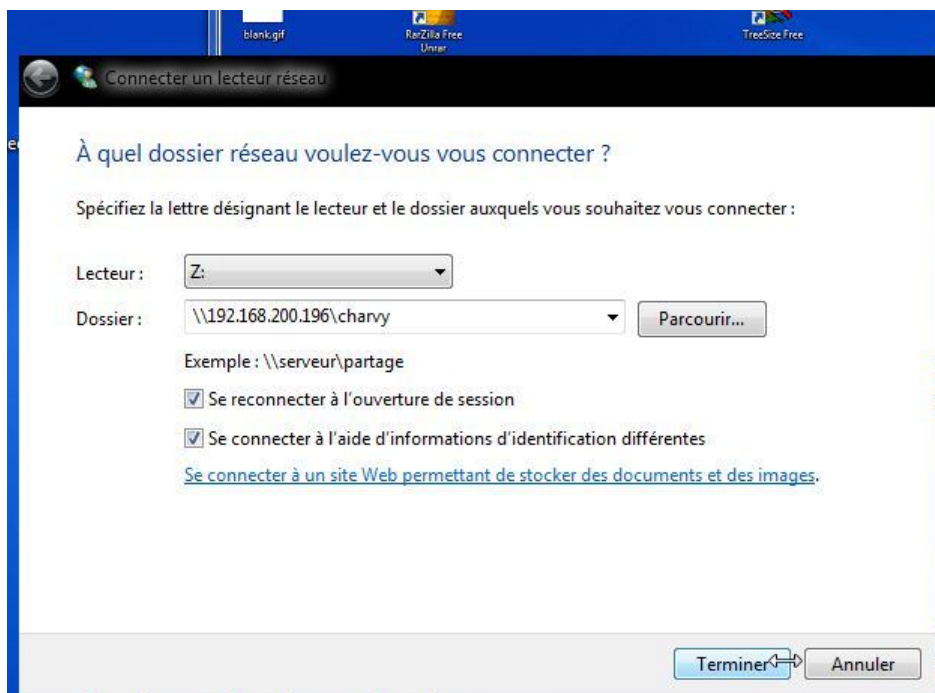 blank.gif
RarZilla Free
Unrar
TreeSize Free
Connecter un lecteur réseau
À quel dossier réseau voulez-vous vous connecter ?
Spécifiez la lettre désignant le lecteur et le dossier auxquels vous souhaitez vous connecter :
Lecteur :
Z:
Dossier :
\\192.168.200.196\charvy
Parcourir...
Exemple : \\serveur\partage
Se reconnecter à l'ouverture de session
Se connecter à l'aide d'informations d'identification différentes
Se connecter à un site Web permettant de stocker des documents et des images.
Terminer
Annuler